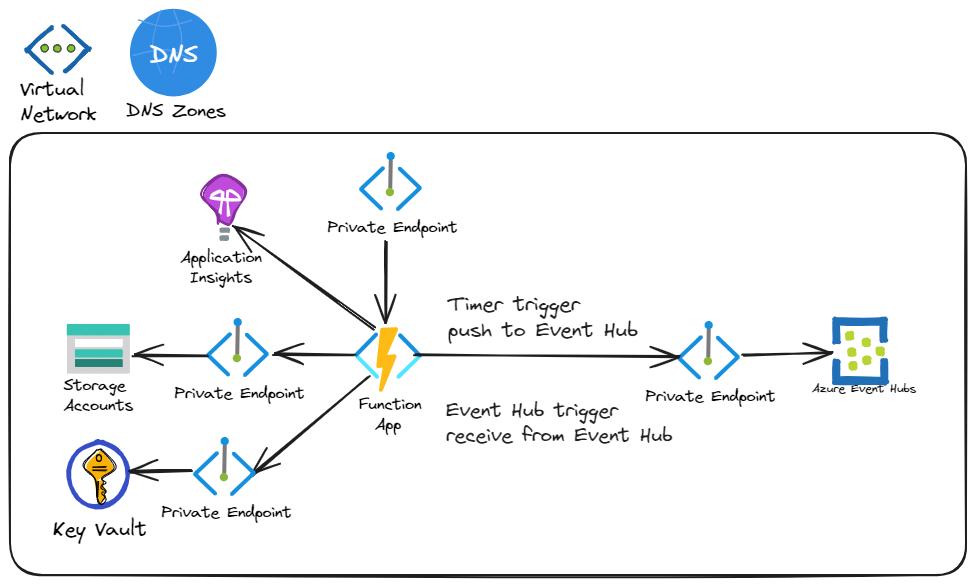 DNS
Virtual
Network
DNS Zones
Private Endpoint
Application
Insights
Timer trigger
push to Event Hub
Storage
Accounts
Private Endpoint
Function
App
Private Endpoint
Azure Event Hubs
Event Hub trigger
receive from Event Hub
Key Vault
Private Endpoint